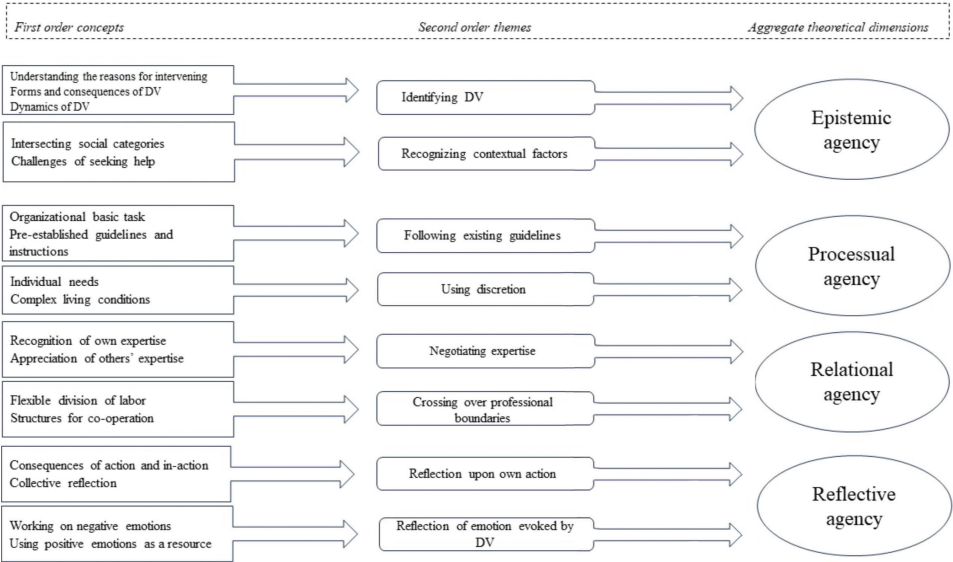 First order concepts
Second order themes
Aggregate theoretical dimensions
Understanding the reasons for intervening
Forms and consequences of DV
Dynamics of DV
Identifying DV
Epistemic
agency
Intersecting social categories
Challenges of seeking help
Recognizing contextual factors
Organizational basic task
Pre-established guidelines and
instructions
Following existing guidelines
Processual
agency
Individual needs
Complex living conditions
Using discretion
Recognition of own expertise
Appreciation of others’ expertise
Negotiating expertise
Relational
agency
Flexible division of labor
Structures for co-operation
Crossing over professional
boundaries
Consequences of action and in-action
Collective reflection
Reflection upon own action
Reflective
agency
Working on negative emotions
Using positive emotions as a resource
Reflection of emotion evoked by
DV